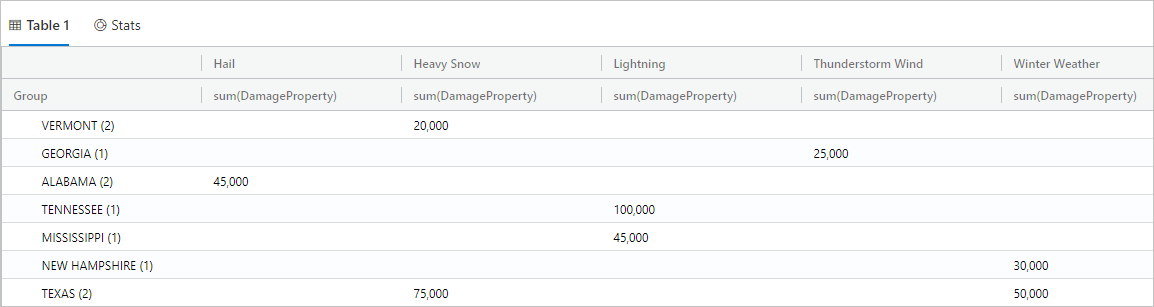 Table 1 Stats
Hail Heavy Snow Lightning Thunderstorm Wind Winter Weather
Group sum(DamageProperty) sum(DamageProperty) sum(DamageProperty) sum(DamageProperty) sum(DamageProperty)
VERMONT (2) 20,000
GEORGIA (1) 25,000
ALABAMA (2) 45,000
TENNESSEE (1) 100,000
MISSISSIPPI (1) 45,000
NEW HAMPSHIRE (1) 30,000
TEXAS (2) 75,000 50,000